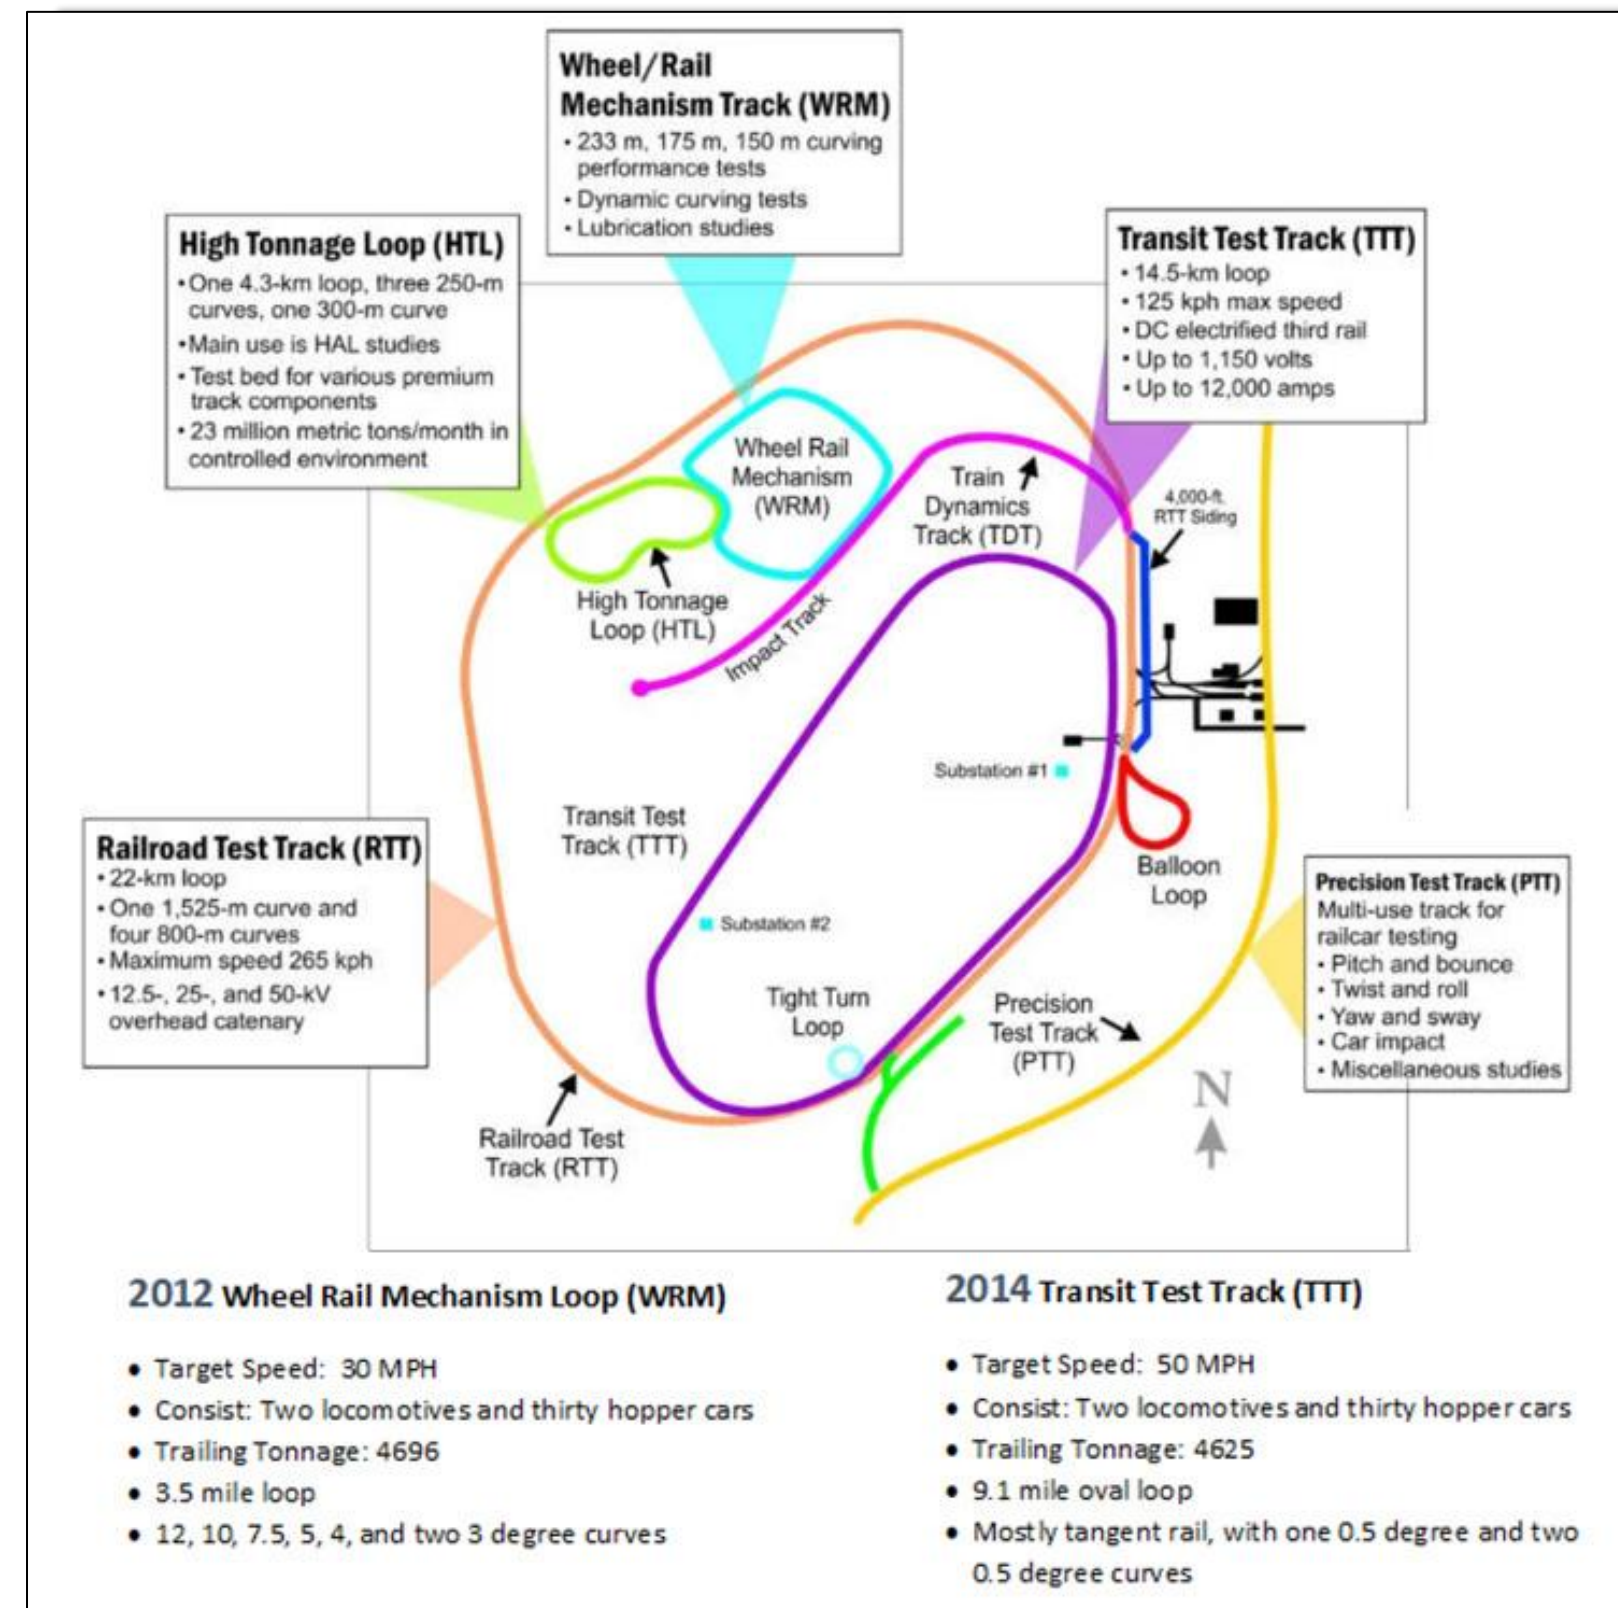 Wheel/Rail
Mechanism Track (WRM)
• 233 m, 175 m, 150 m curving
performance tests
• Dynamic curving tests
• Lubrication studies
High Tonnage Loop (HTL)
• One 4.3-km loop, three 250-m
curves, one 300-m curve
• Main use is HAL studies
• Test bed for various premium
track components
• 23 million metric tons/month in
controlled environment
Transit Test Track (TTT)
• 14.5-km loop
• 125 kph max speed
• DC electrified third rail
• Up to 1,150 volts
• Up to 12,000 amps
Wheel Rail
Mechanism
(WRM)
Train
Dynamics
Track (TDT)
4,000-ft.
RTT Siding
High Tonnage
Loop (HTL)
Impact Track
Substation #1
Transit Test
Track (TTT)
Balloon
Loop
Substation #2
Tight Turn
Loop
Precision
Test Track
(PTT)
Railroad Test Track (RTT)
• 22-km loop
• One 1,525-m curve and
four 800-m curves
• Maximum speed 265 kph
• 12.5-, 25-, and 50-kV
overhead catenary
Precision Test Track (PTT)
Multi-use track for
railcar testing
• Pitch and bounce
• Twist and roll
• Yaw and sway
• Car impact
• Miscellaneous studies
N
Railroad Test
Track (RTT)
2012 Wheel Rail Mechanism Loop (WRM)
• Target Speed: 30 MPH
• Consist: Two locomotives and thirty hopper cars
• Trailing Tonnage: 4696
• 3.5 mile loop
• 12, 10, 7.5, 5, 4, and two 3 degree curves
2014 Transit Test Track (TTT)
• Target Speed: 50 MPH
• Consist: Two locomotives and thirty hopper cars
• Trailing Tonnage: 4625
• 9.1 mile oval loop
• Mostly tangent rail, with one 0.5 degree and two
0.5 degree curves